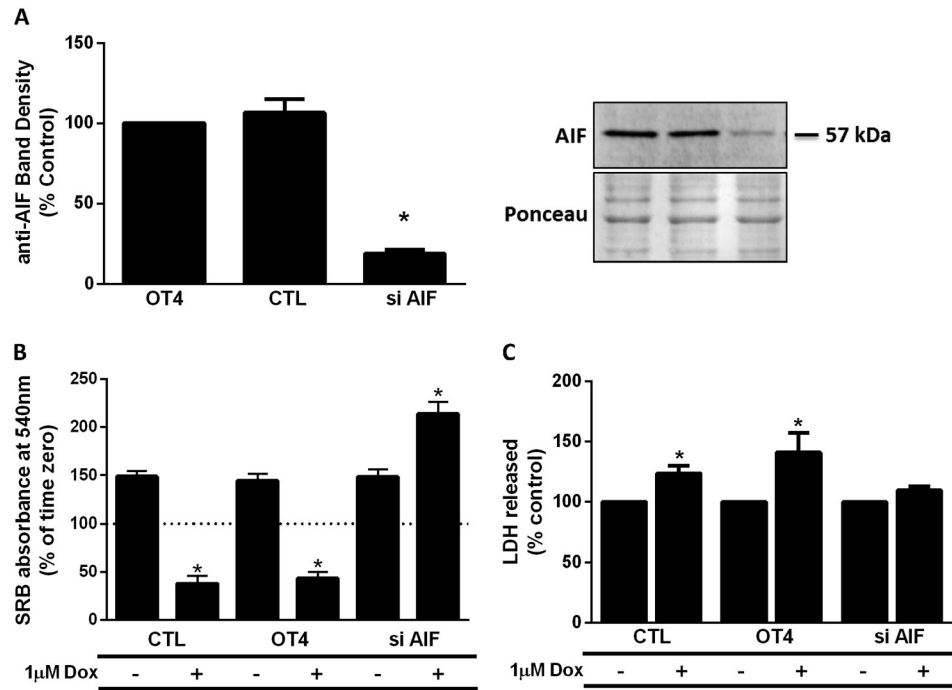 A
anti-AIF Band Density
(% Control)
150
100
50
0
OT4 CTL si AIF
*
AIF
57 kDa
Ponceau
B
SRB absorbance at 540nm
(% of time zero)
250
200
150
100
50
0
* * *
CTL OT4 si AIF
1μM Dox - + - + - +
C
LDH released
(% control)
200
150
100
50
0
* *
CTL OT4 si AIF
1μM Dox - + - + - +